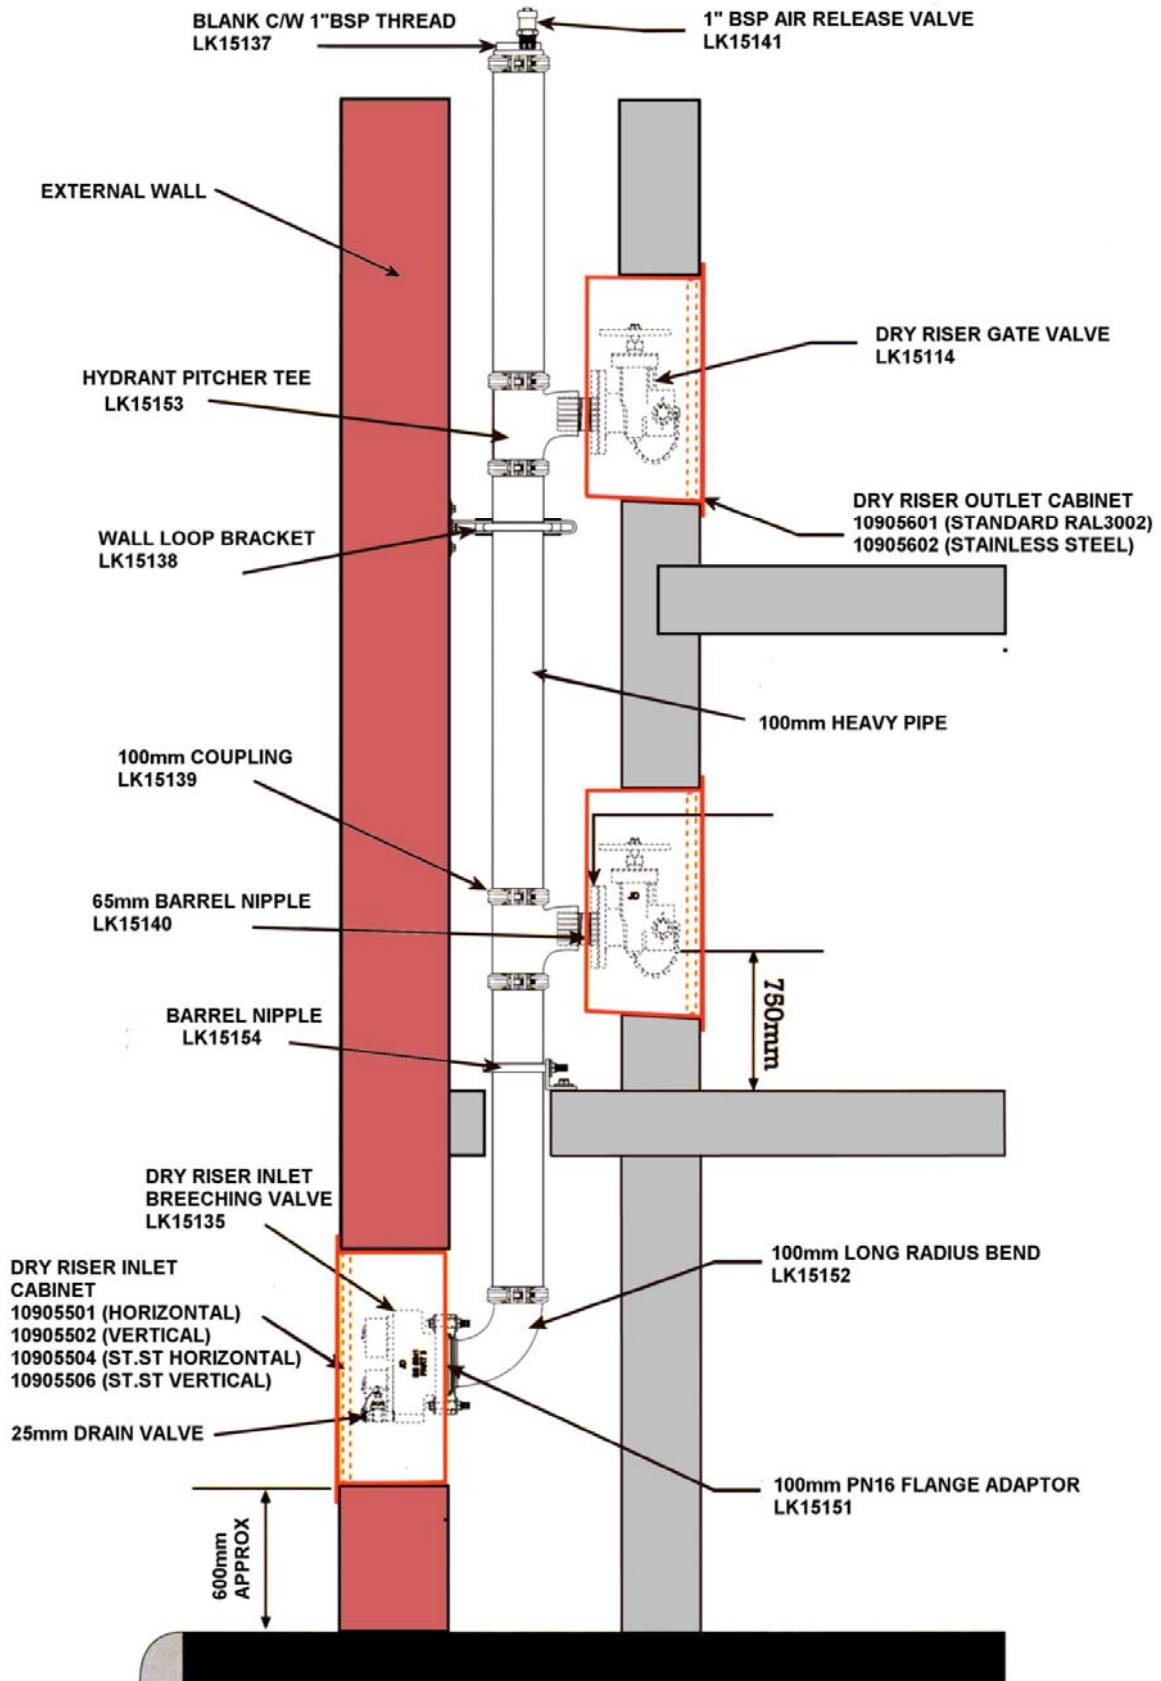 BLANK C/W 1"BSP THREAD
LK15137
1" BSP AIR RELEASE VALVE
LK15141
EXTERNAL WALL
DRY RISER GATE VALVE
LK15114
HYDRANT PITCHER TEE
LK15153
DRY RISER OUTLET CABINET
10905601 (STANDARD RAL3002)
10905602 (STAINLESS STEEL)
WALL LOOP BRACKET
LK15138
100mm HEAVY PIPE
100mm COUPLING
LK15139
65mm BARREL NIPPLE
LK15140
JD
750mm
BARREL NIPPLE
LK15154
DRY RISER INLET
BREECHING VALVE
LK15135
100mm LONG RADIUS BEND
LK15152
DRY RISER INLET
CABINET
10905501 (HORIZONTAL)
10905502 (VERTICAL)
10905504 (ST.ST HORIZONTAL)
10905506 (ST.ST VERTICAL)
JD
25mm DRAIN VALVE
100mm PN16 FLANGE ADAPTOR
LK15151
600mm
APPROX